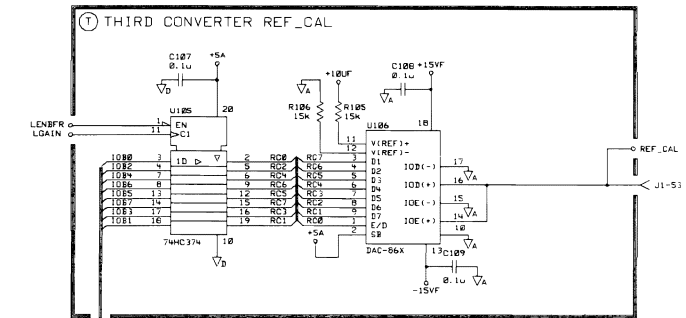 T THIRD CONVERTER REF_CAL
C107 +5A
0.1u
D
C108 +15VF
0.1u
A
+10UF
A
R106 R105
15k 15k
U105
20
LENBFR 1 EN
LGAIN 11 C1
1D
IOB0 3 2 RC0 RC7 3 D1
IOB2 4 5 RC6 4 D2
IOB4 7 6 RC4 RC5 5 D3
IOB6 8 9 RC6 RC4 6 D4
IOB5 13 12 RC5 RC3 7 D5
IOB7 14 15 RC7 RC2 8 D6
IOB3 17 16 RC3 RC1 9 D7
IOB1 18 19 RC1 RC0 1 E/D
2 SB
74HC374 10
D
+5A
U106 18
11 V(REF)+
12 V(REF)-
IOD(-) 17
A
IOD(+) 16
IOE(-) 15
A
IOE(+) 14
10
A
DAC-86X 13 C109
0.1u
A
-15VF
REF_CAL
J1-53